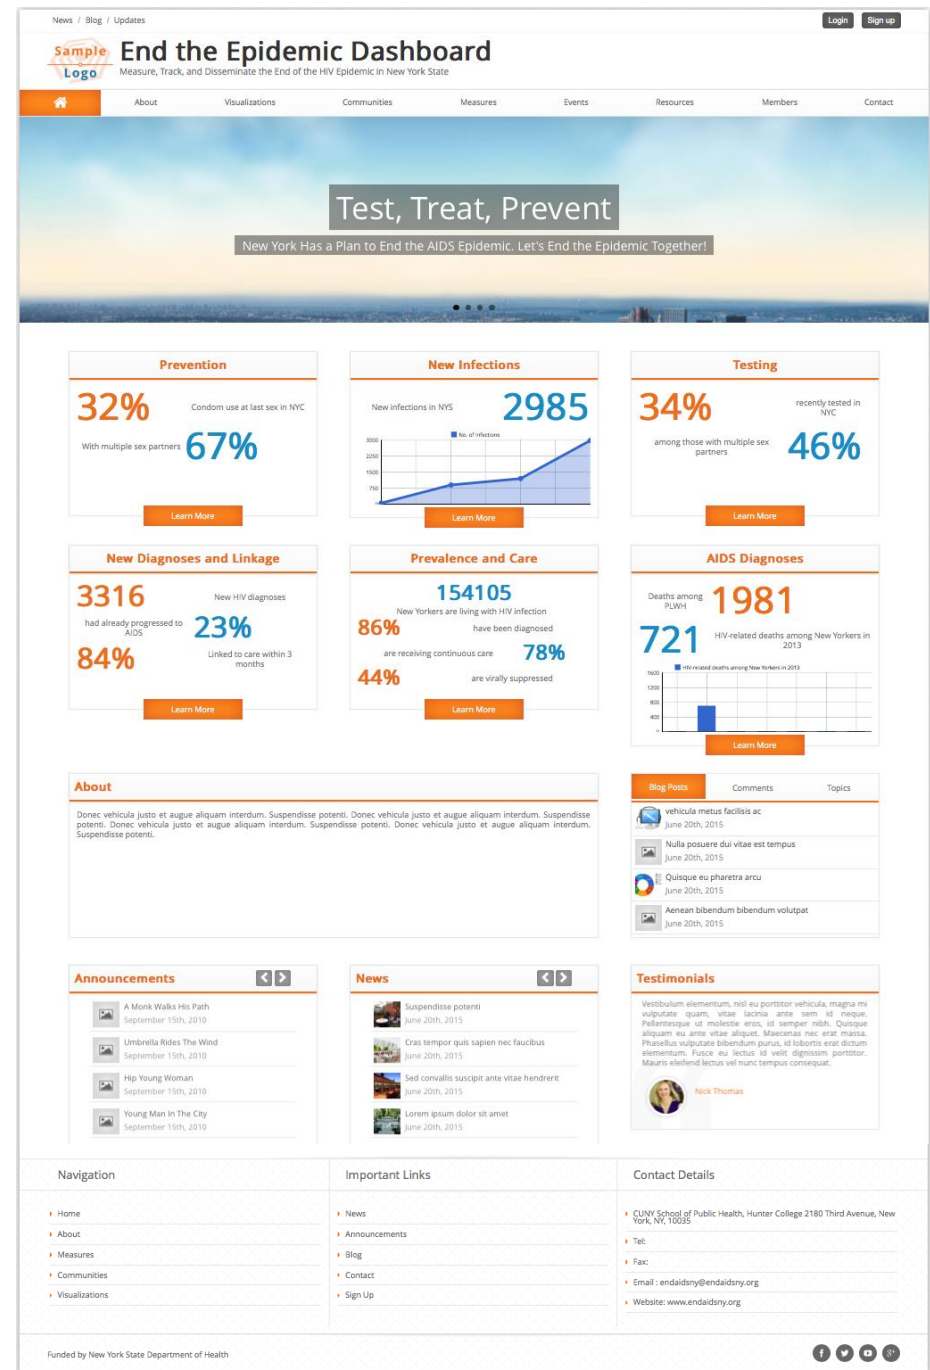 News / Blog / Updates
Login Sign up
Sample
Logo
End the Epidemic Dashboard
Measure, Track, and Disseminate the End of the HIV Epidemic in New York State
About Visualizations Communities Measures Events Resources Members Contact
Test, Treat, Prevent
New York Has a Plan to End the AIDS Epidemic. Let's End the Epidemic Together!
Prevention
32% Condom use at last sex in NYC
With multiple sex partners 67%
Learn More
New Infections
New infections in NYS 2985
No. of Infections
3000
2250
1500
750
Learn More
Testing
34% recently tested in
NYC
among those with multiple sex
partners 46%
Learn More
New Diagnoses and Linkage
3316 New HIV diagnoses
had already progressed to
AIDS 23%
84% Linked to care within 3
months
Learn More
Prevalence and Care
154105
New Yorkers are living with HIV infection
86% have been diagnosed
are receiving continuous care 78%
44% are virally suppressed
Learn More
AIDS Diagnoses
Deaths among
PLWH 1981
721 HIV-related deaths among New Yorkers in
2013
HIV-related deaths among New Yorkers in 2013
1600
1200
800
400
Learn More
About
Donec vehicula justo et augue aliquam interdum. Suspendisse potenti. Donec vehicula justo et augue aliquam interdum. Suspendisse
potenti. Donec vehicula justo et augue aliquam interdum. Suspendisse potenti. Donec vehicula justo et augue aliquam interdum.
Suspendisse potenti.
Blog Posts Comments Topics
vehicula metus facilisis ac
June 20th, 2015
Nulla posuere dui vitae est tempus
June 20th, 2015
Quisque eu pharetra arcu
June 20th, 2015
Aenean bibendum bibendum volutpat
June 20th, 2015
Announcements
A Monk Walks His Path
September 15th, 2010
Umbrella Rides The Wind
September 15th, 2010
Hip Young Woman
September 15th, 2010
Young Man In The City
September 15th, 2010
News
Suspendisse potenti
June 20th, 2015
Cras tempor quis sapien nec faucibus
June 20th, 2015
Sed convallis suscipit ante vitae hendrerit
June 20th, 2015
Lorem ipsum dolor sit amet
June 20th, 2015
Testimonials
Vestibulum elementum, nisl eu porttitor vehicula, magna mi
vulputate quam, vitae lacinia ante sem id neque.
Pellentesque ut molestie eros, id semper nibh. Quisque
aliquam eu ante vitae aliquet. Maecenas nec erat massa.
Phasellus vulputate bibendum purus, id lobortis erat dictum
elementum. Fusce eu lectus id velit dignissim porttitor.
Mauris eleifend lectus vel nunc tempus consequat.
Nick Thomas
Navigation
Home
About
Measures
Communities
Visualizations
Important Links
News
Announcements
Blog
Contact
Sign Up
Contact Details
CUNY School of Public Health, Hunter College 2180 Third Avenue, New
York, NY, 10035
Tel:
Fax:
Email : endaidsny@endaidsny.org
Website: www.endaidsny.org
Funded by New York State Department of Health